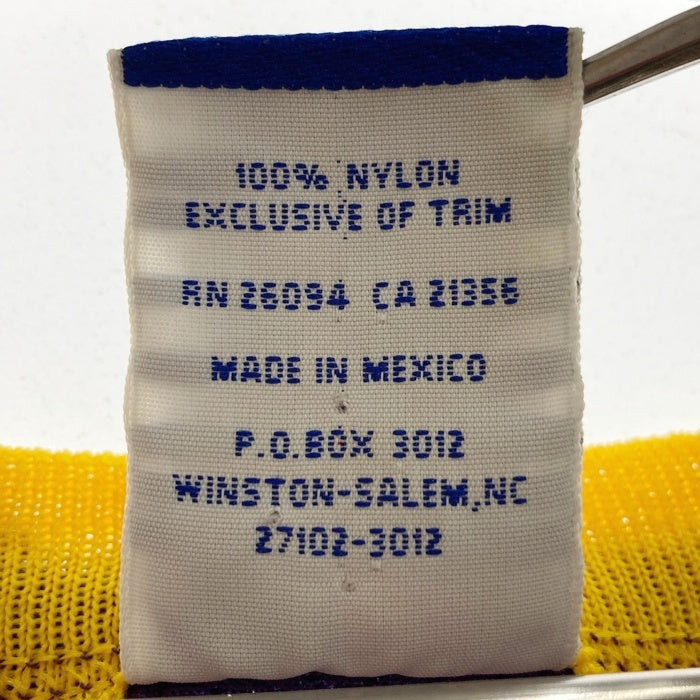 100% NYLON
EXCLUSIVE OF TRIM
RN 26094 CA 21356
MADE IN MEXICO
P.O.BOX 3012
WINSTON-SALEM,NC
27102-3012